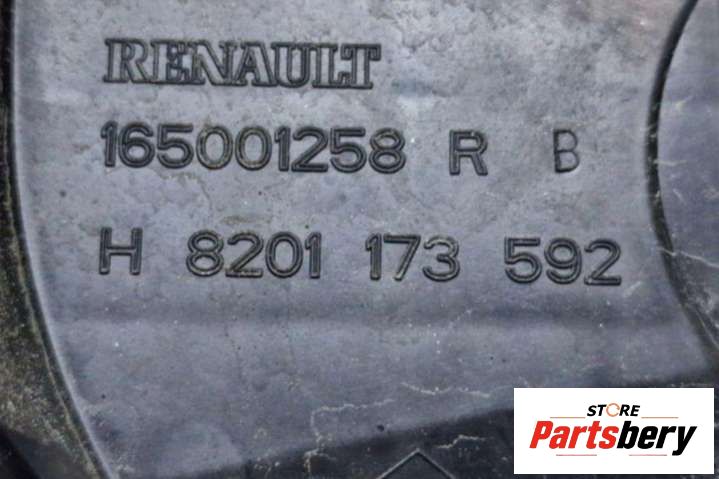 RENAULT
165001258 R B
H 8201 173 592
STORE
Partsbery